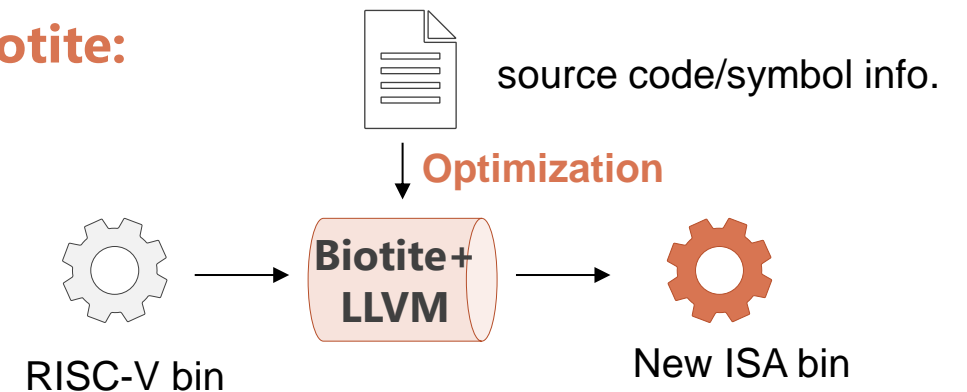 otite:
source code/symbol info.
Optimization
Biotite+
LLVM
RISC-V bin
New ISA bin